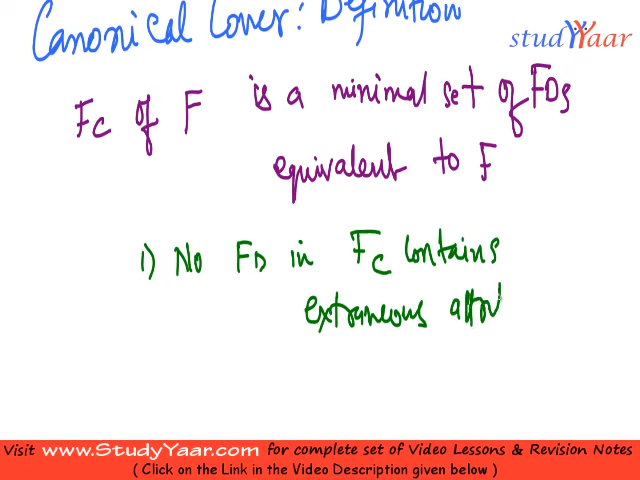 Canonical Cover: Definition
studYYaar
Fc of F is a minimal set of FDs
equivalent to F
1) No FD in Fc contains
extraneous attri
Visit www.StudyYaar.com for complete set of Video Lessons & Revision Notes
( Click on the Link in the Video Description given below )